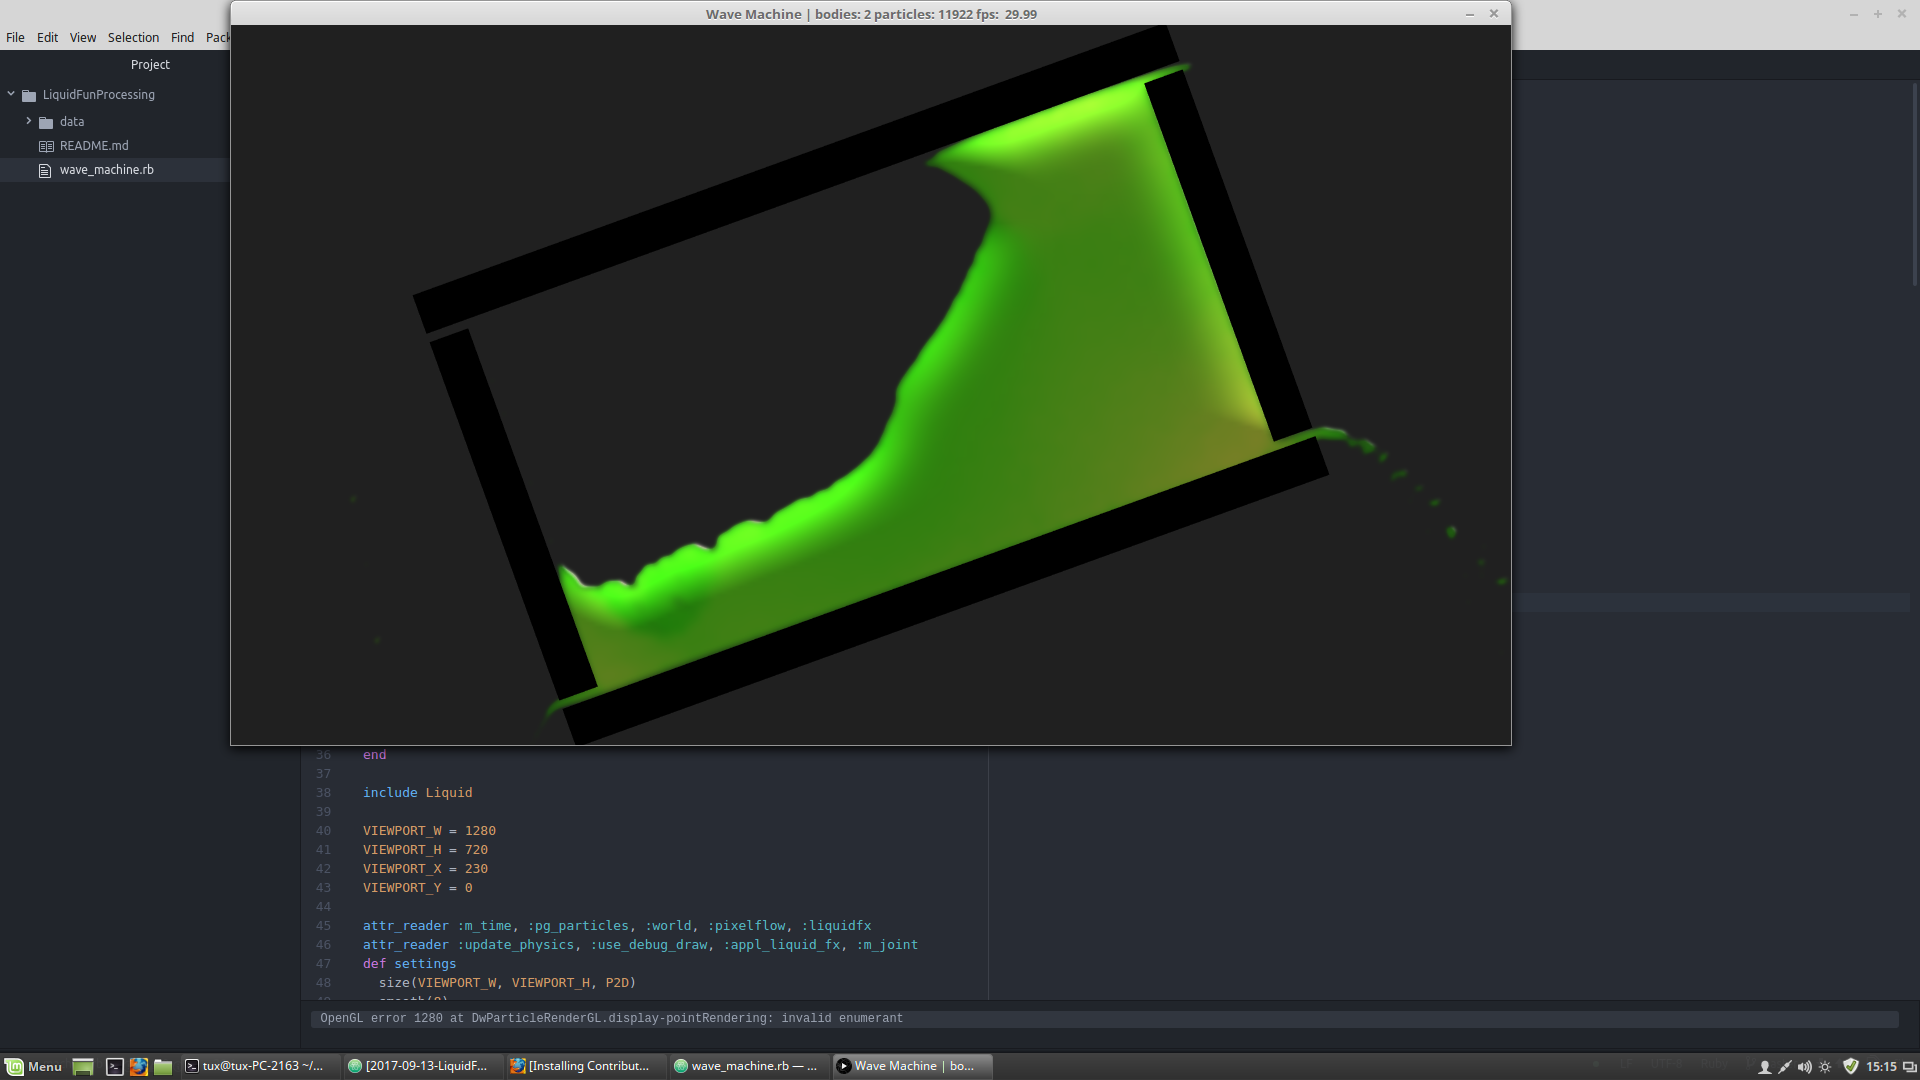 Wave Machine | bodies: 2 particles: 11922 fps: 29.99
File Edit View Selection Find Pack
Project
LiquidFunProcessing
data
README.md
wave_machine.rb
36 end
37
38 include Liquid
39
40 VIEWPORT_W = 1280
41 VIEWPORT_H = 720
42 VIEWPORT_X = 230
43 VIEWPORT_Y = 0
44
45 attr_reader :m_time, :pg_particles, :world, :pixelflow, :liquidfx
46 attr_reader :update_physics, :use_debug_draw, :appl_liquid_fx, :m_joint
47 def settings
48 size(VIEWPORT_W, VIEWPORT_H, P2D)
OpenGL error 1280 at DwParticleRenderGL.display-pointRendering: invalid enumerant
Menu tux@tux-PC-2163 ~/... [2017-09-13-LiquidF... [Installing Contribut... wave_machine.rb — ... Wave Machine | bo... 15:15